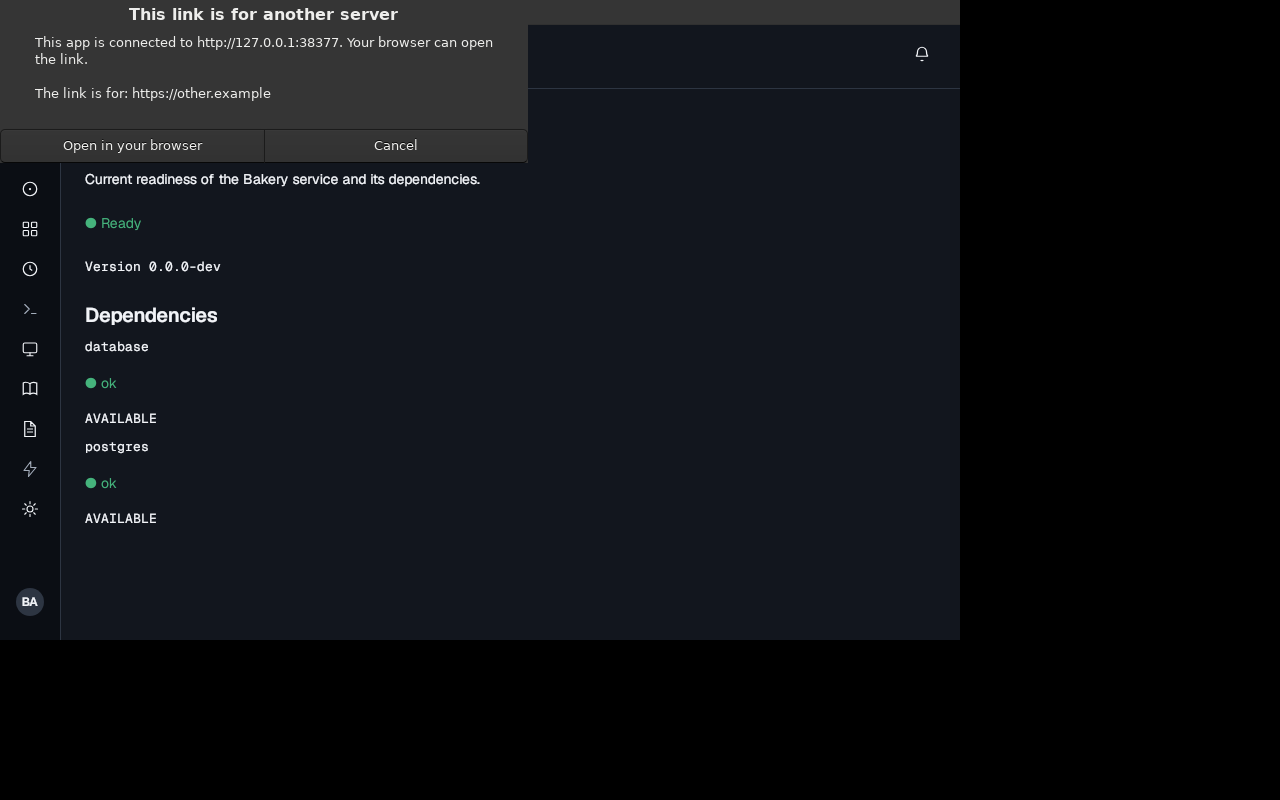 This link is for another server
This app is connected to http://127.0.0.1:38377. Your browser can open
the link.
The link is for: https://other.example
Open in your browser
Cancel
Current readiness of the Bakery service and its dependencies.
Ready
Version 0.0.0-dev
Dependencies
database
ok
AVAILABLE
postgres
ok
AVAILABLE
BA